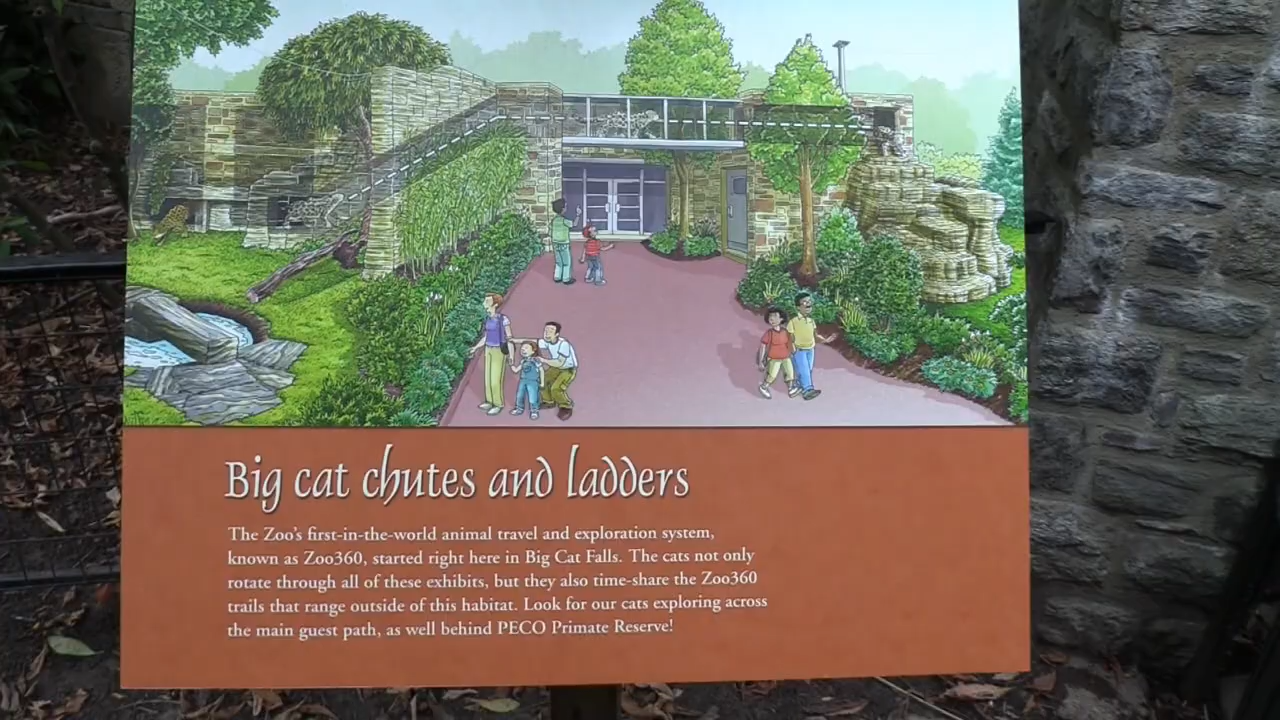 Big cat chutes and ladders
The Zoo's first-in-the-world animal travel and exploration system,
known as Zoo360, started right here in Big Cat Falls. The cats not only
rotate through all of these exhibits, but they also time-share the Zoo360
trails that range outside of this habitat. Look for our cats exploring across
the main guest path, as well behind PECO Primate Reserve!